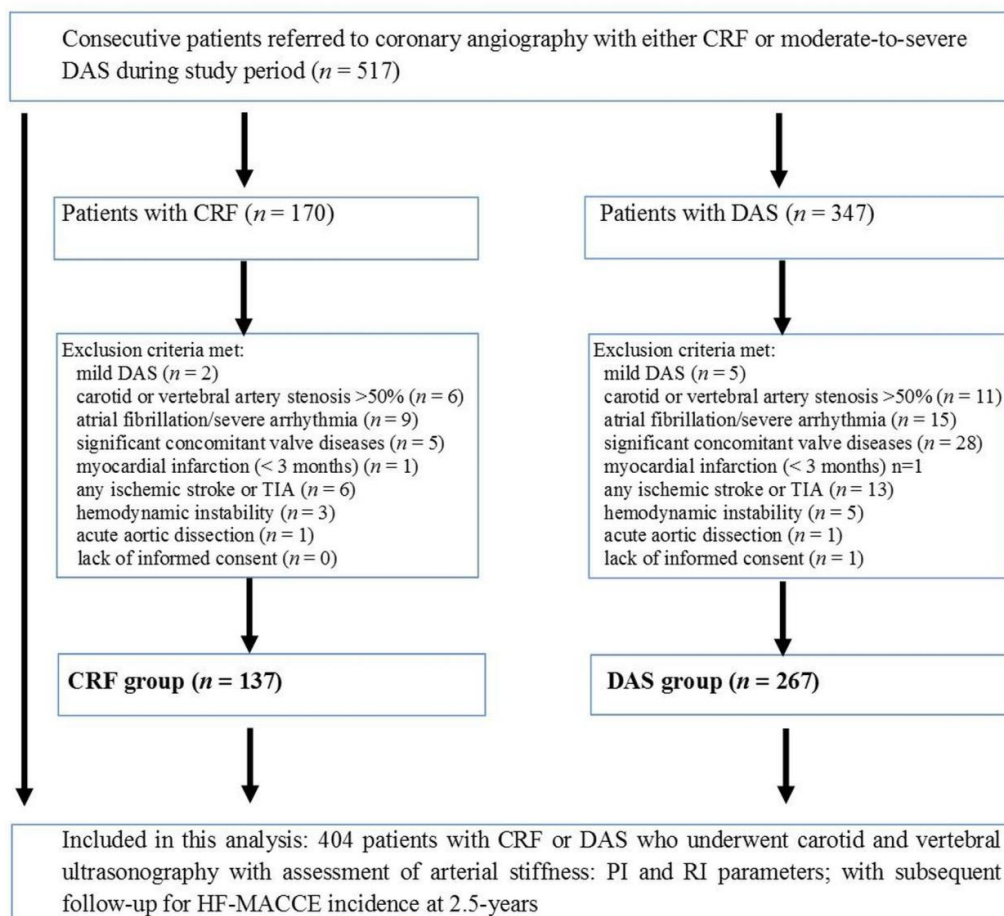 Consecutive patients referred to coronary angiography with either CRF or moderate-to-severe
DAS during study period (n = 517)
Patients with CRF (n = 170)
Patients with DAS (n = 347)
Exclusion criteria met:
mild DAS (n = 2)
carotid or vertebral artery stenosis >50% (n = 6)
atrial fibrillation/severe arrhythmia (n = 9)
significant concomitant valve diseases (n = 5)
myocardial infarction (< 3 months) (n = 1)
any ischemic stroke or TIA (n = 6)
hemodynamic instability (n = 3)
acute aortic dissection (n = 1)
lack of informed consent (n = 0)
Exclusion criteria met:
mild DAS (n = 5)
carotid or vertebral artery stenosis >50% (n = 11)
atrial fibrillation/severe arrhythmia (n = 15)
significant concomitant valve diseases (n = 28)
myocardial infarction (< 3 months) n=1
any ischemic stroke or TIA (n = 13)
hemodynamic instability (n = 5)
acute aortic dissection (n = 1)
lack of informed consent (n = 1)
CRF group (n = 137)
DAS group (n = 267)
Included in this analysis: 404 patients with CRF or DAS who underwent carotid and vertebral
ultrasonography with assessment of arterial stiffness: PI and RI parameters; with subsequent
follow-up for HF-MACCE incidence at 2.5-years